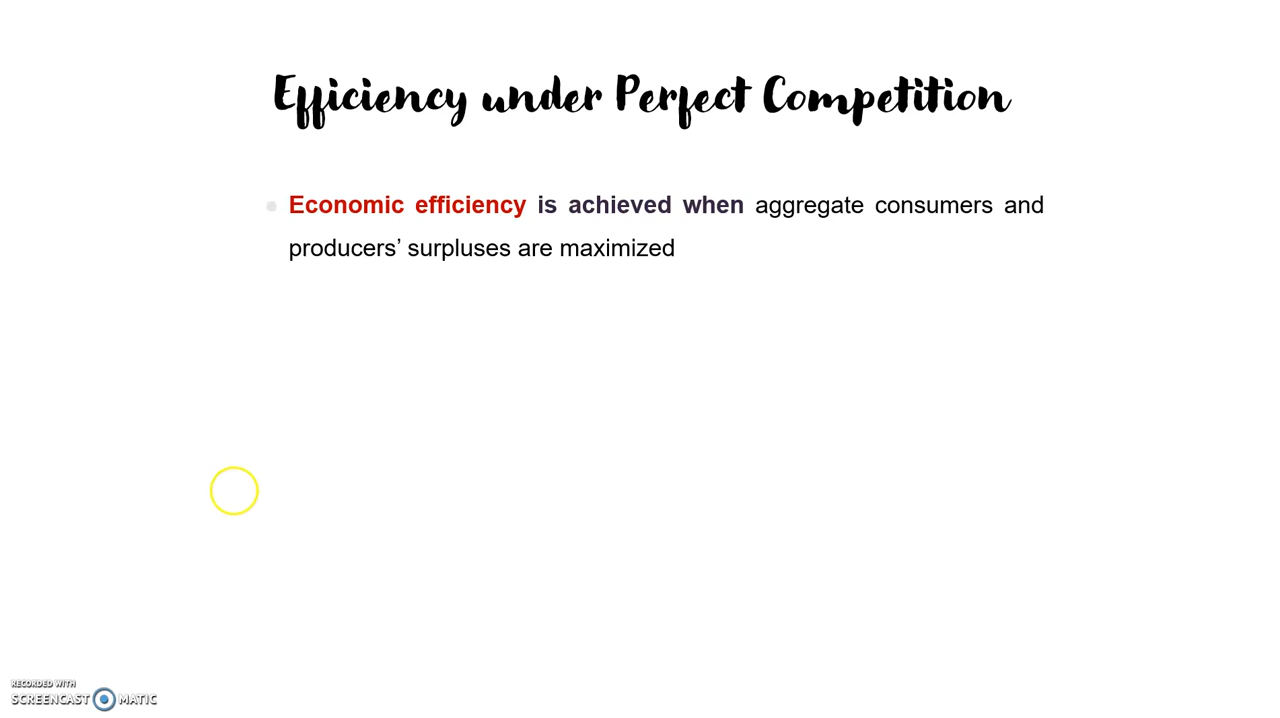 Efficiency under Perfect Competition
Economic efficiency is achieved when aggregate consumers and
producers’ surpluses are maximized
RECORDED WITH
SCREENCAST MATIC